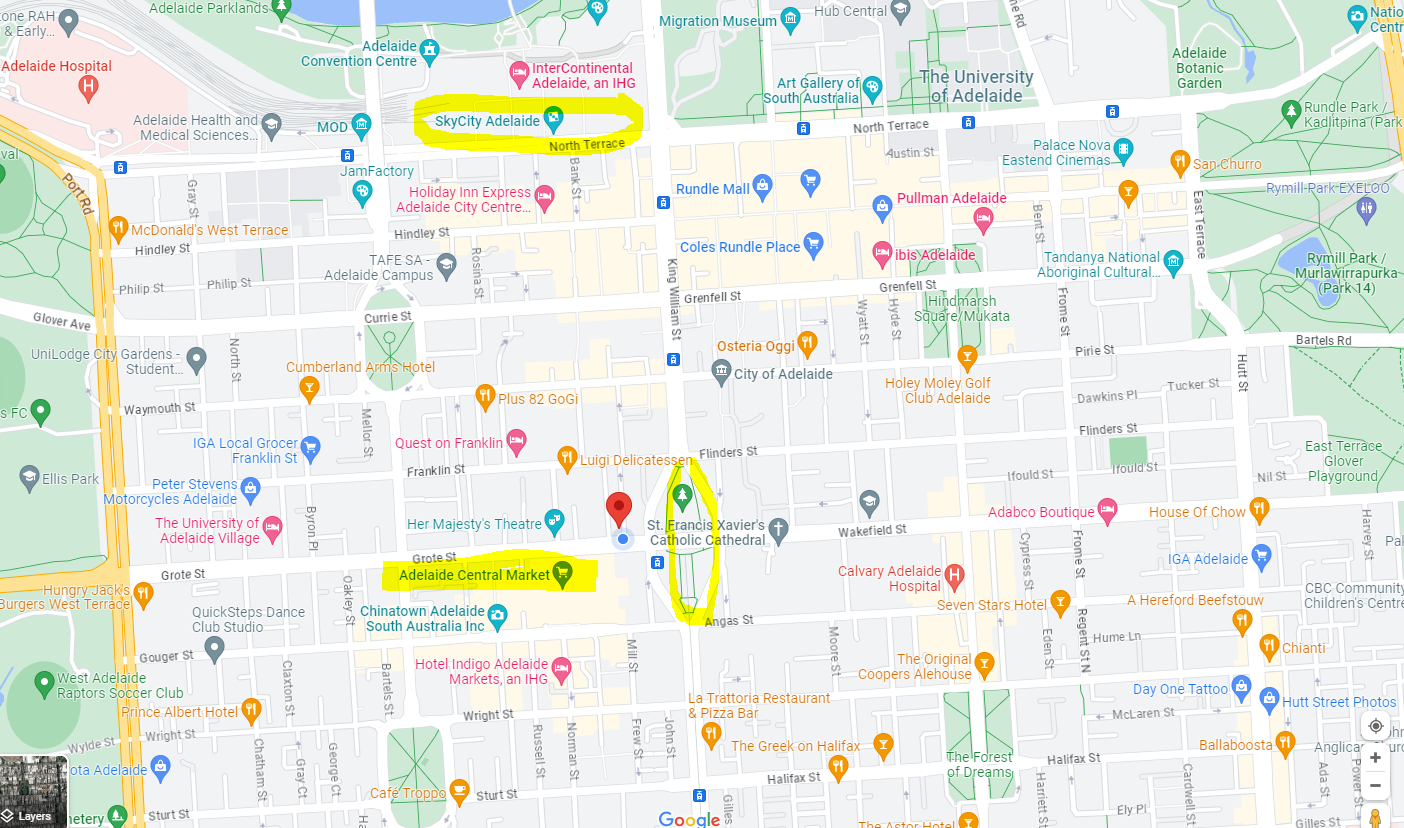 Adelaide Parklands
Migration Museum
Hub Central
& Early...
Adelaide
Convention Centre
InterContinental
Adelaide, an IHG
Adelaide Hospital
Art Gallery of
South Australia
The University
of Adelaide
Adelaide
Botanic
Garden
Rundle Park /
Kadlitpina (Park
SkyCity Adelaide
North Terrace
Adelaide Health and
Medical Sciences...
MOD
North Terrace
Austin St
Palace Nova
Eastend Cinemas
San Churro
JamFactory
Port Rd
Gray St
Holiday Inn Express
Adelaide City Centre...
Bank St
Rundle Mall
Pullman Adelaide
Bent St
East Terrace
Rymill Park EXELOO
McDonald's West Terrace
Hindley St
Hindley St
TAFE SA -
Adelaide Campus
Rosina St
King William St
Coles Rundle Place
ibis Adelaide
Tandanya National
Aboriginal Cultural...
Rymill Park /
Murlawirrapurka
(Park 14)
Philip St
Philip St
Grenfell St
Grenfell St
Hindmarsh
Square/Mukata
Frome St
Wyatt St
Hyde St
Glover Ave
Currie St
UniLodge City Gardens -
Student...
North St
Cumberland Arms Hotel
Osteria Oggi
City of Adelaide
Pirie St
Bartels Rd
Hutt St
Holey Moley Golf
Club Adelaide
Tucker St
Dawkins Pl
Waymouth St
Plus 82 GoGi
s FC
Mellor St
IGA Local Grocer
Franklin St
Quest on Franklin
Flinders St
Flinders St
Franklin St
Luigi Delicatessen
Ifould St
Ifould St
Nil St
East Terrace
Glover
Playground
Ellis Park
Peter Stevens
Motorcycles Adelaide
The University of
Adelaide Village
Byron Pl
Her Majesty's Theatre
St. Francis Xavier's
Catholic Cathedral
Wakefield St
Adabco Boutique
House Of Chow
Harvey St
Grote St
Grote St
Adelaide Central Market
Calvary Adelaide
Hospital
Cypress St
Frome St
IGA Adelaide
Hungry Jack's
Burgers West Terrace
Oakley St
CBC Community
Children's Centre
QuickSteps Dance
Club Studio
Chinatown Adelaide
South Australia Inc
Angas St
Seven Stars Hotel
A Hereford Beefstouw
Regent St N
Moore St
Eden St
Hume Ln
Chianti
Gouger St
Mill St
Claxton St
Bartels St
Hotel Indigo Adelaide
Markets, an IHG
The Original
Coopers Alehouse
West Adelaide
Raptors Soccer Club
La Trattoria Restaurant
& Pizza Bar
Day One Tattoo
Hutt Street Photos
Prince Albert Hotel
Wright St
Wright St
McLaren St
Wylde St
Russell St
Norman St
Frew St
John St
The Greek on Halifax
The Forest
of Dreams
Halifax St
Halifax St
Ballaboosta
Chatham St
Gray Ct
George Ct
Café Troppo
Sturt St
Sturt St
Harriett St
Cardwell St
Ada St
Power St
Ely Pl
Gilles St
The Astor Hotel
Layers
Google